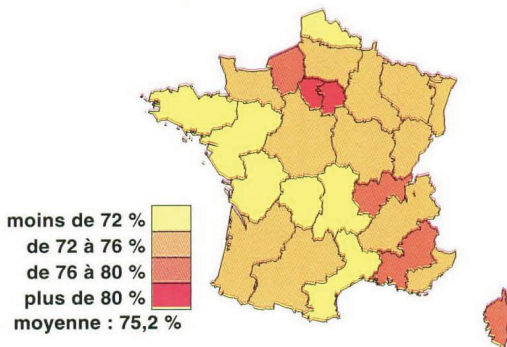 moins de 72 %
de 72 à 76 %
de 76 à 80 %
plus de 80 %
moyenne : 75,2 %